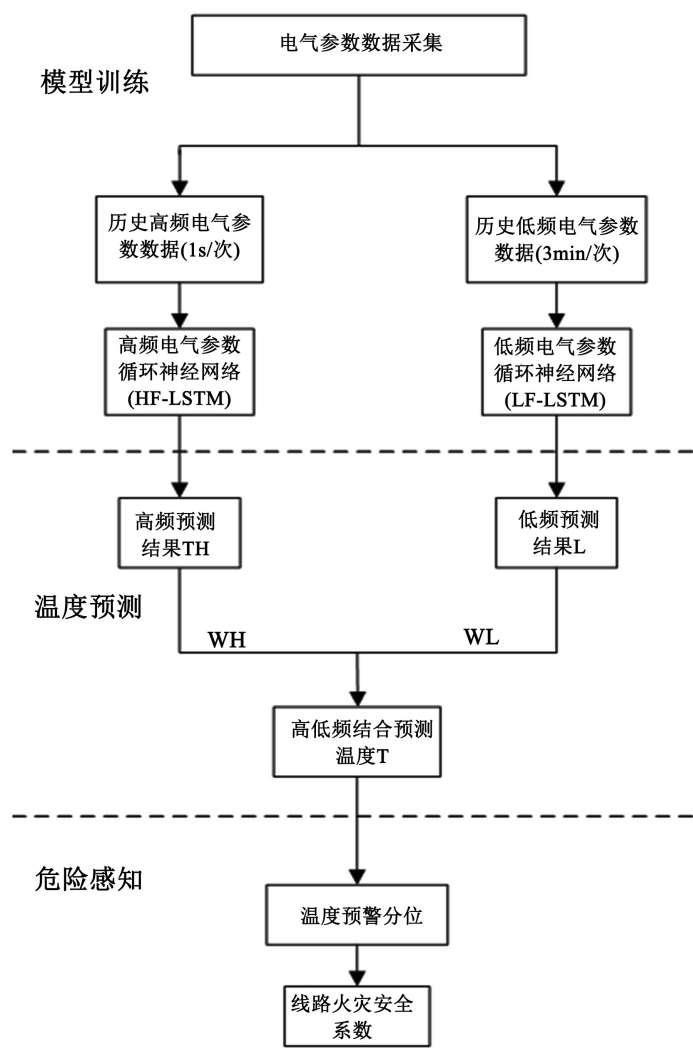 电气参数数据采集
模型训练
历史高频电气参
数数据(1s/次)
历史低频电气参数
数据(3min/次)
高频电气参数
循环神经网络
(HF-LSTM)
低频电气参数
循环神经网络
(LF-LSTM)
高频预测
结果TH
低频预测
结果L
温度预测
WH
WL
高低频结合预测
温度T
危险感知
温度预警分位
线路火灾安全
系数